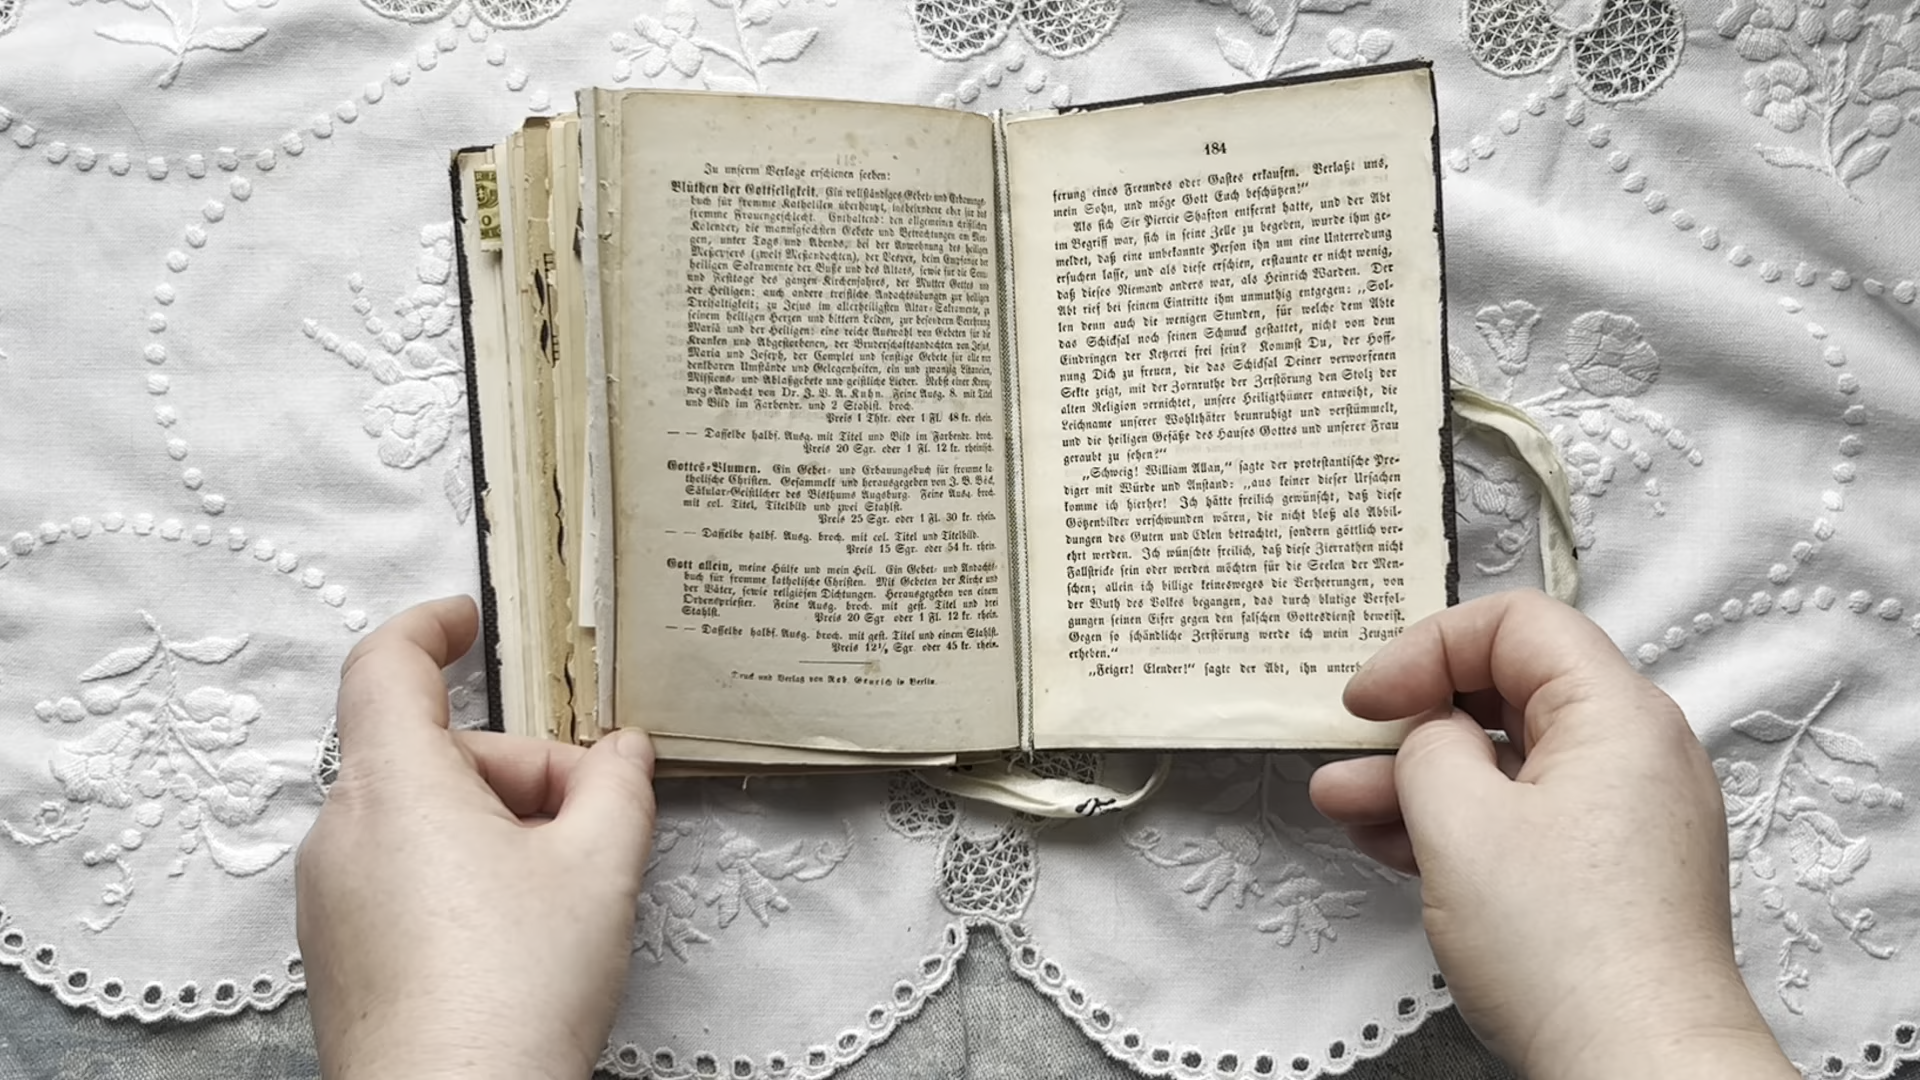 In unserm Verlage erschienen soeben:
Blüthen der Gottseligkeit. Ein vollständiges Gebet- und Erbauungs-
buch für fromme Katholiken überhaupt, insbesondere aber für das
fromme Frauengeschlecht. Enthaltend: den allgemeinen christlichen
Kalender, die mannigfachsten Gebete und Betrachtungen am Mor-
gen, unter Tags und Abends, bei der Anwohnung des heiligen
Meßopfers (zwölf Meßandachten), der Vesper, beim Empfange der
heiligen Sakramente der Buße und des Altars, sowie für die Sonn-
und Festtage des ganzen Kirchenjahres, der Mutter Gottes und
der Heiligen; auch andere treffliche Andachtsübungen zur heiligen
Dreifaltigkeit; zu Jesus im allerheiligsten Altar-Sakramente, zu
seinem heiligen Herzen und bittern Leiden, zur besondern Verehrung
Mariä und der Heiligen; eine reiche Auswahl von Gebeten für die
Kranken und Abgestorbenen, der Bruderschaftsandachten von Jesus,
Maria und Joseph, der Complet und sonstige Gebete für alle nur
denkbaren Umstände und Gelegenheiten, ein und zwanzig Litaneien,
Missions- und Ablaßgebete und geistliche Lieder. Nebst einer Kreuz-
weg-Andacht von Dr. J. B. A. Kuhn. Feine Ausg. 8. mit Titel
und Bild im Farbendr. und 2 Stahlst. broch.
Preis 1 Thlr. oder 1 Fl. 48 kr. rhein.
— — Dasselbe halbf. Ausg. mit Titel und Bild im Farbendr. broch.
Preis 20 Sgr. oder 1 Fl. 12 kr. rheinisch.
Gottes-Blumen. Ein Gebet- und Erbauungsbuch für fromme ka-
tholische Christen. Gesammelt und herausgegeben von J. B.
Säkular-Geistlicher des Bisthums Augsburg. Feine Ausg. broch.
mit col. Titel, Titelbild und zwei Stahlst.
Preis 25 Sgr. oder 1 Fl. 30 kr. rhein.
— — Dasselbe halbf. Ausg. broch. mit col. Titel und Titelbild.
Preis 15 Sgr. oder 54 kr. rhein.
Gott allein, meine Hülfe und mein Heil. Ein Gebet- und Andachts-
buch für fromme katholische Christen. Mit Gebeten der Kirche und
der Väter, sowie religiösen Dichtungen. Herausgegeben von einem
Ordenspriester. Feine Ausg. broch. mit gest. Titel und drei
Stahlst.
Preis 20 Sgr oder 1 Fl. 12 kr. rhein.
— — Dasselbe halbf. Ausg. broch. mit gest. Titel und einem Stahlst.
Preis 12½ Sgr. oder 45 kr. rhein.
Druck und Verlag von Rob. in Berlin.
184
ferung eines Freundes oder Gastes erkaufen. Verlaßt uns,
mein Sohn, und möge Gott Euch beschützen!“
Als sich Sir Piercie Shafton entfernt hatte, und der Abt
im Begriff war, sich in seine Zelle zu begeben, wurde ihm ge-
meldet, daß eine unbekannte Person ihn um eine Unterredung
ersuchen lasse, und als diese erschien, erstaunte er nicht wenig,
daß dieses Niemand anders war, als Heinrich Warden. Der
Abt rief bei seinem Eintritte ihm unmuthig entgegen: „Sol-
len denn auch die wenigen Stunden, für welche dem Abte
das Schicksal noch seinen Schmuck gestattet, nicht von dem
Eindringen der Ketzerei frei sein? Kommst Du, der Hoff-
nung Dich zu freuen, die das Schicksal Deiner verworfenen
Sekte zeigt, mit der Zornruthe der Zerstörung den Stolz der
alten Religion vernichtet, unsere Heiligthümer entweiht, die
Leichname unserer Wohlthäter beunruhigt und verstümmelt,
und die heiligen Gefäße des Hauses Gottes und unserer Frau
geraubt zu sehen?“
„Schweig! William Allan,“ sagte der protestantische Pre-
diger mit Würde und Anstand: „aus keiner dieser Ursachen
komme ich hierher! Ich hätte freilich gewünscht, daß diese
Götzenbilder verschwunden wären, die nicht bloß als Abbil-
dungen des Guten und Edlen betrachtet, sondern göttlich ver-
ehrt werden. Ich wünschte freilich, daß diese Zierrathen nicht
Fallstricke sein oder werden möchten für die Seelen der Men-
schen; allein ich billige keinesweges die Verheerungen, von
der Wuth des Volkes begangen, das durch blutige Verfol-
gungen seinen Eifer gegen den falschen Gottesdienst beweist.
Gegen so schändliche Zerstörung werde ich mein Zeugniß
erheben.“
„Feiger! Elender!“ sagte der Abt, ihn unterb